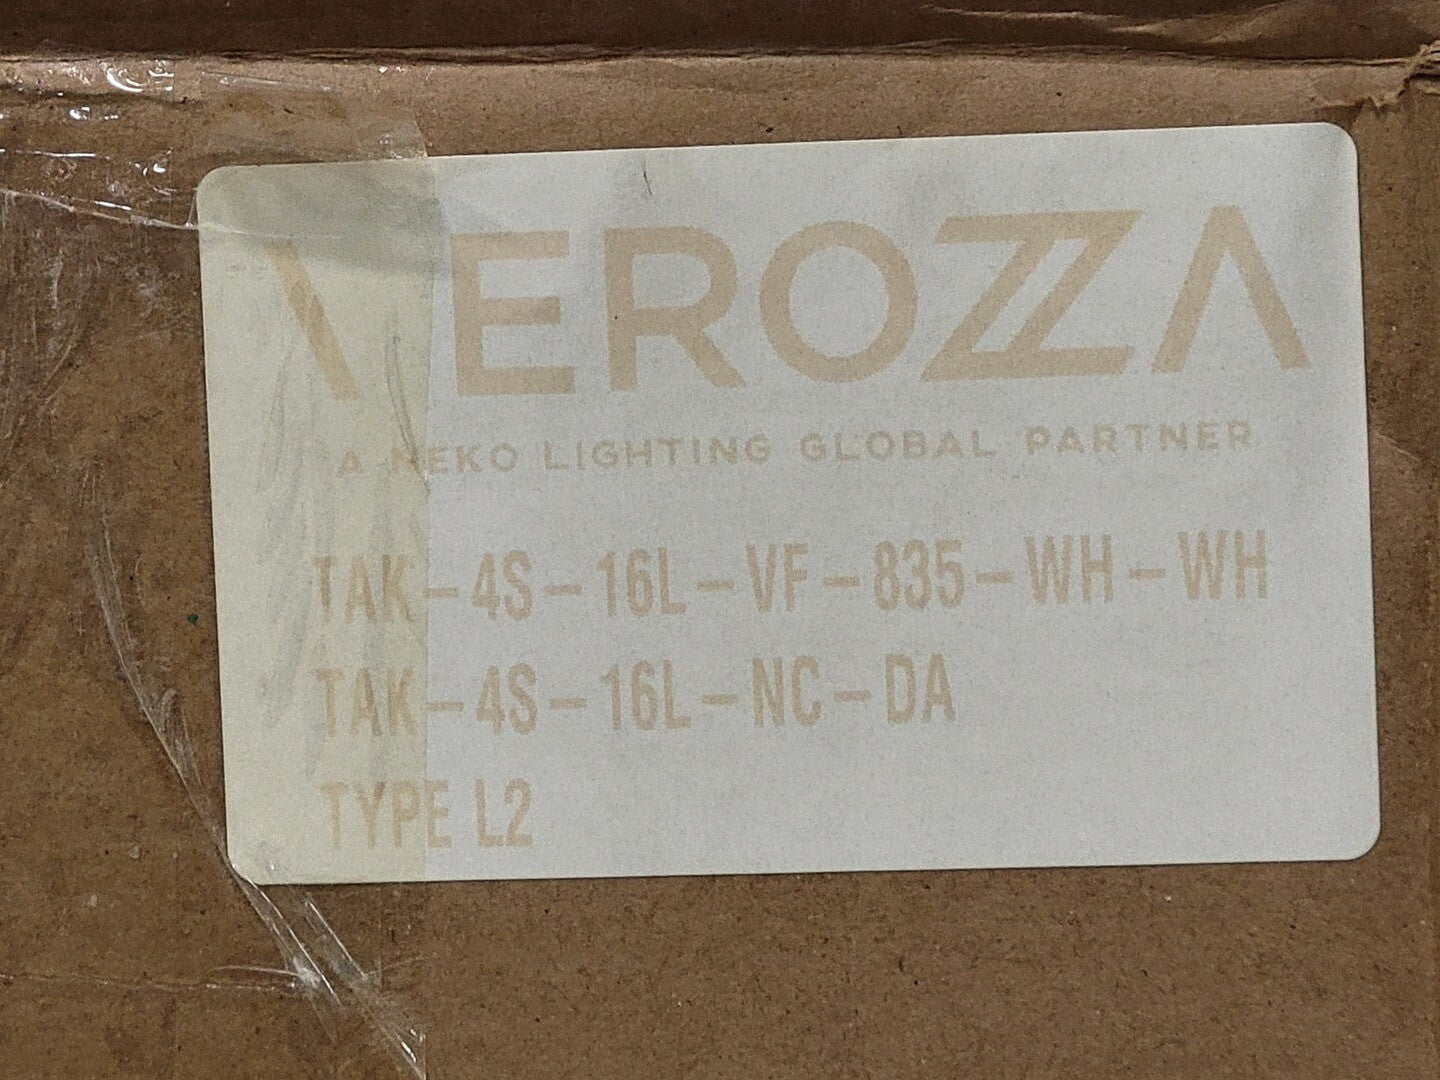 VEROZZA
A NEKO LIGHTING GLOBAL PARTNER
TAK-4S-16L-VF-835-WH-WH
TAK-4S-16L-NC-DA
TYPE L2